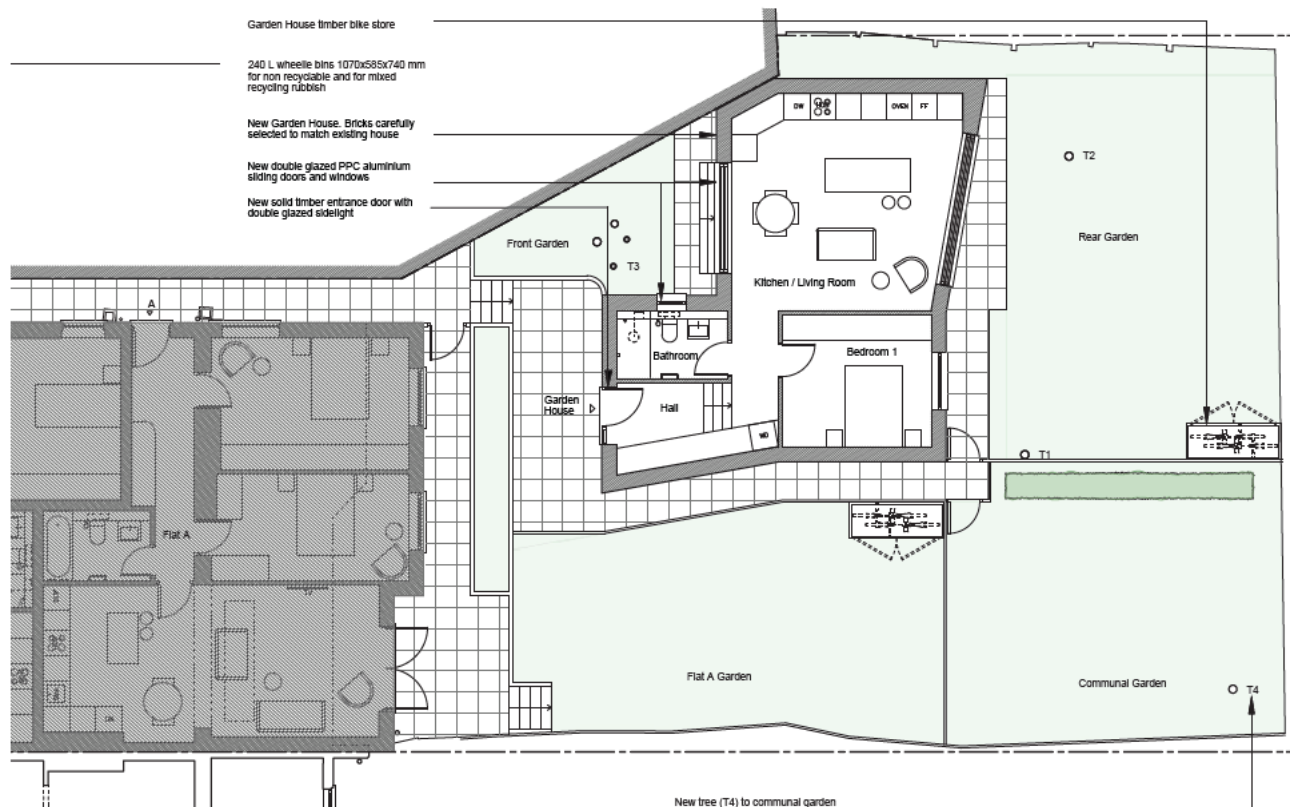 Garden House timber bike store
240 L wheelie bins 1070x585x740 mm
for non recyclable and for mixed
recycling rubbish
New Garden House. Bricks carefully
selected to match existing house
New double glazed PPC aluminium
sliding doors and windows
New solid timber entrance door with
double glazed sidelight
DW
HOB
OVEN
FF
T2
Rear Garden
Front Garden
T3
Kitchen / Living Room
A
Bathroom
Bedroom 1
Garden
House
Hall
WD
T1
Flat A
Flat A Garden
Communal Garden
T4
New tree (T4) to communal garden